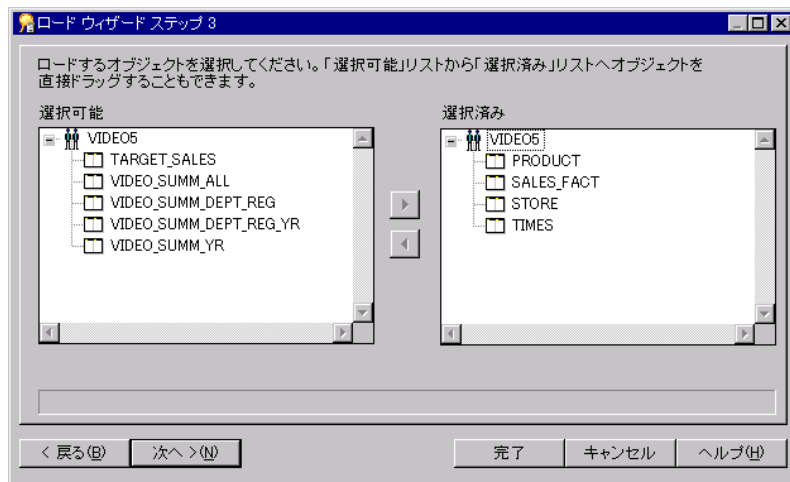 ロード ウィザード ステップ 3
ロードするオブジェクトを選択してください。「選択可能」リストから「選択済み」リストへオブジェクトを
直接ドラッグすることもできます。
選択可能
VIDEO5
TARGET_SALES
VIDEO_SUMM_ALL
VIDEO_SUMM_DEPT_REG
VIDEO_SUMM_DEPT_REG_YR
VIDEO_SUMM_YR
選択済み
VIDEO5
PRODUCT
SALES_FACT
STORE
TIMES
< 戻る(B) 次へ >(N) 完了 キャンセル ヘルプ(H)